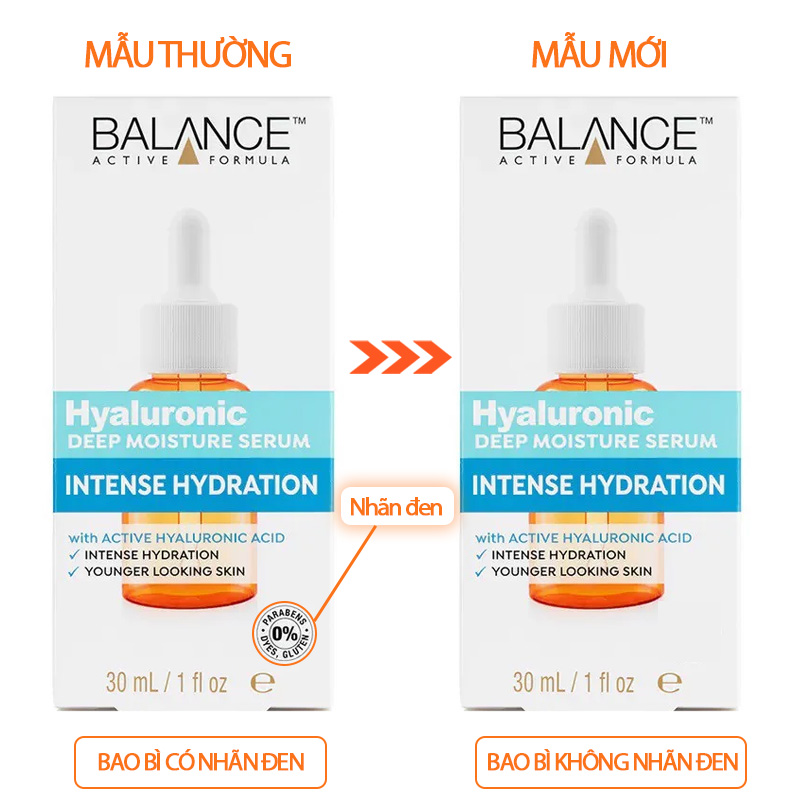 MẪU THƯỜNG
MẪU MỚI
BALANCE™
ACTIVE FORMULA
Hyaluronic
DEEP MOISTURE SERUM
INTENSE HYDRATION
with ACTIVE HYALURONIC ACID
✓ INTENSE HYDRATION
✓ YOUNGER LOOKING SKIN
Nhãn đen
PARABENS
0%
DYES, GLUTEN
30 mL / 1 fl oz ℮
BALANCE™
ACTIVE FORMULA
Hyaluronic
DEEP MOISTURE SERUM
INTENSE HYDRATION
with ACTIVE HYALURONIC ACID
✓ INTENSE HYDRATION
✓ YOUNGER LOOKING SKIN
30 mL / 1 fl oz ℮
BAO BÌ CÓ NHÃN ĐEN
BAO BÌ KHÔNG NHÃN ĐEN